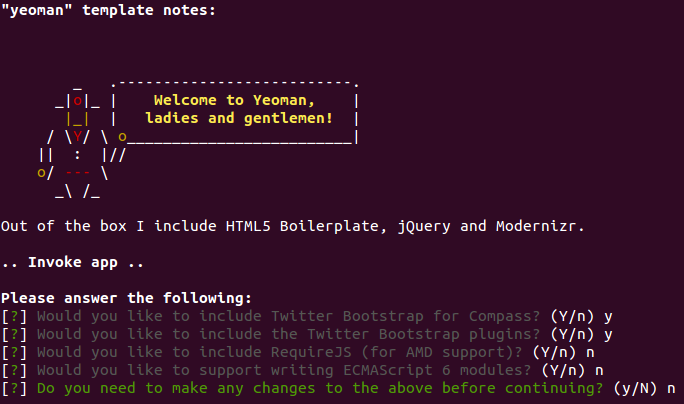 "yeoman" template notes:
        _   .--------------------------.
      _|o|_ |    Welcome to Yeoman,    |
       |_|  |   ladies and gentlemen!  |
     / \Y/ \ o_________________________|
    ||  :  |//
    o/ --- \
      _\ /_
Out of the box I include HTML5 Boilerplate, jQuery and Modernizr.
.. Invoke app ..
Please answer the following:
[?] Would you like to include Twitter Bootstrap for Compass? (Y/n) y
[?] Would you like to include the Twitter Bootstrap plugins? (Y/n) y
[?] Would you like to include RequireJS (for AMD support)? (Y/n) n
[?] Would you like to support writing ECMAScript 6 modules? (Y/n) n
[?] Do you need to make any changes to the above before continuing? (y/N) n